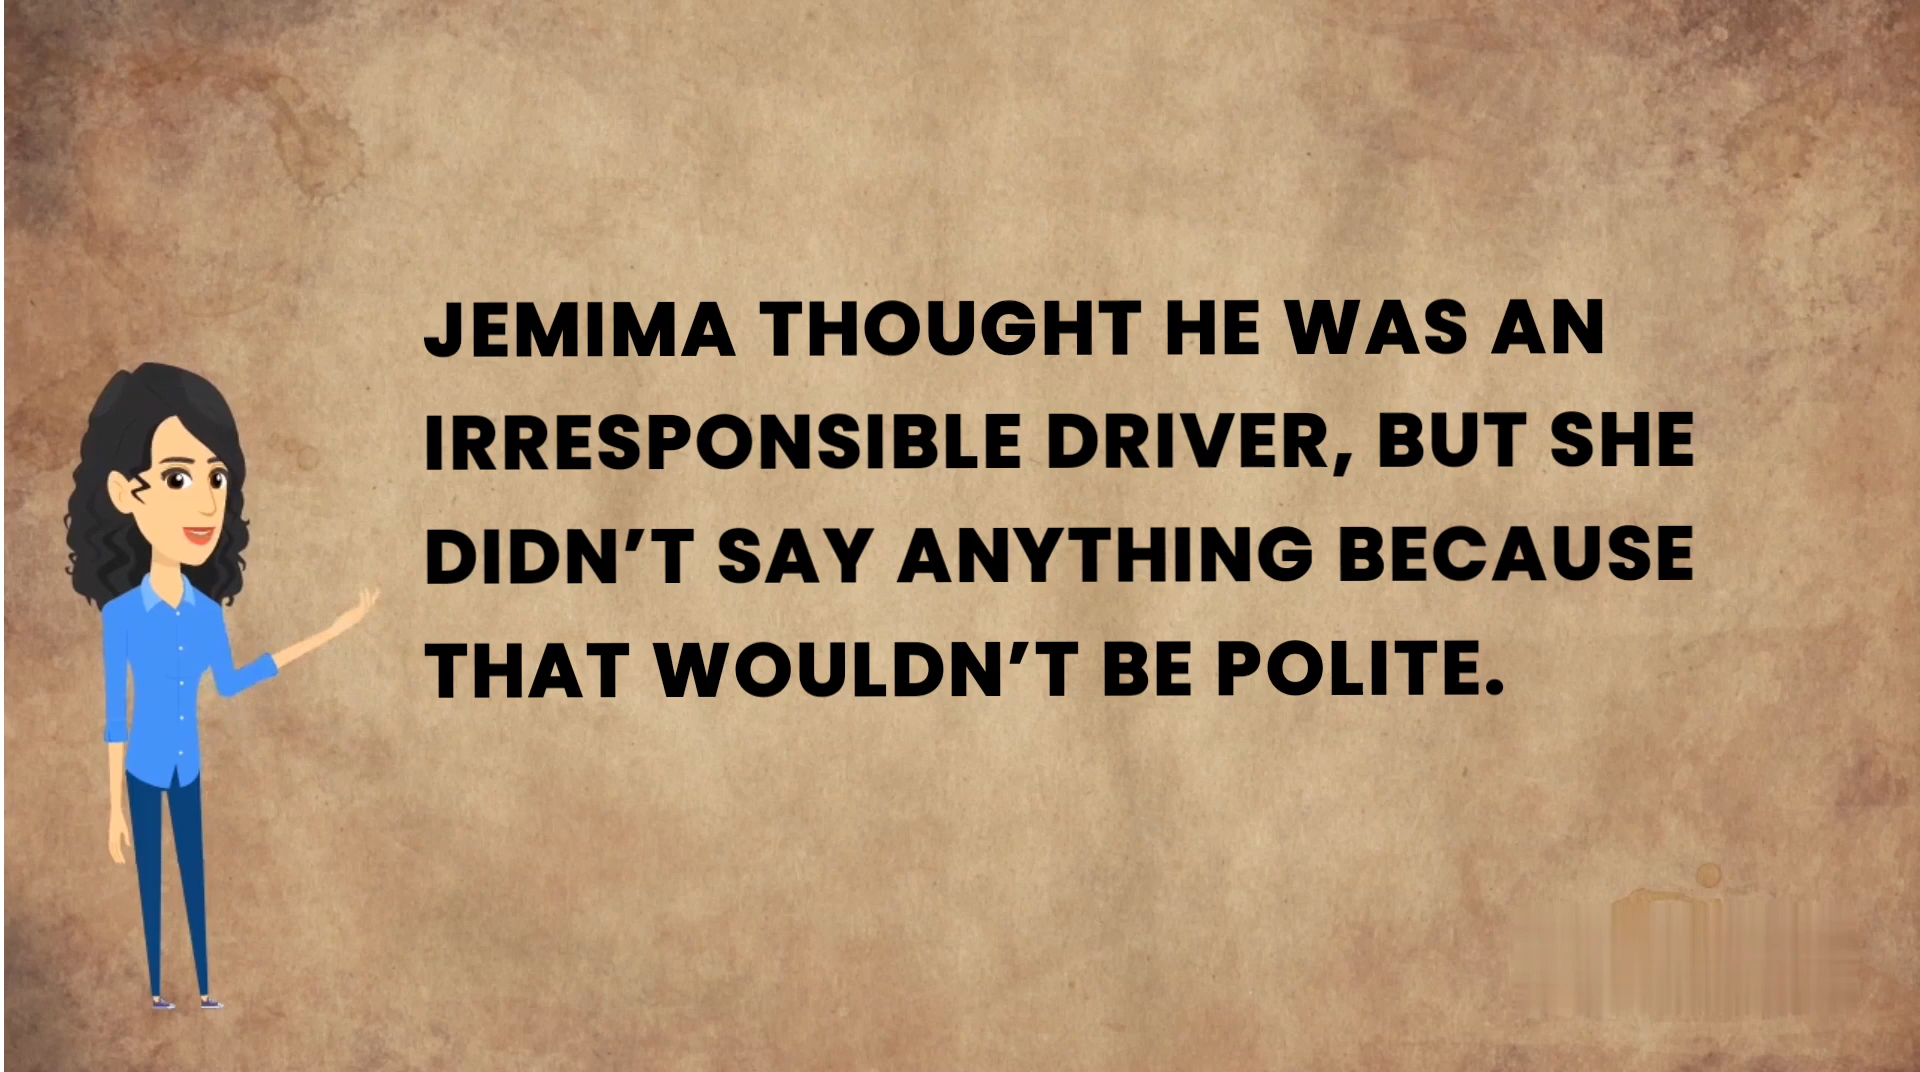 JEMIMA THOUGHT HE WAS AN
IRRESPONSIBLE DRIVER, BUT SHE
DIDN’T SAY ANYTHING BECAUSE
THAT WOULDN’T BE POLITE.